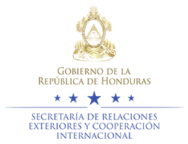 GOBIERNO DE LA
REPÚBLICA DE HONDURAS
SECRETARÍA DE RELACIONES
EXTERIORES Y COOPERACIÓN
INTERNACIONAL